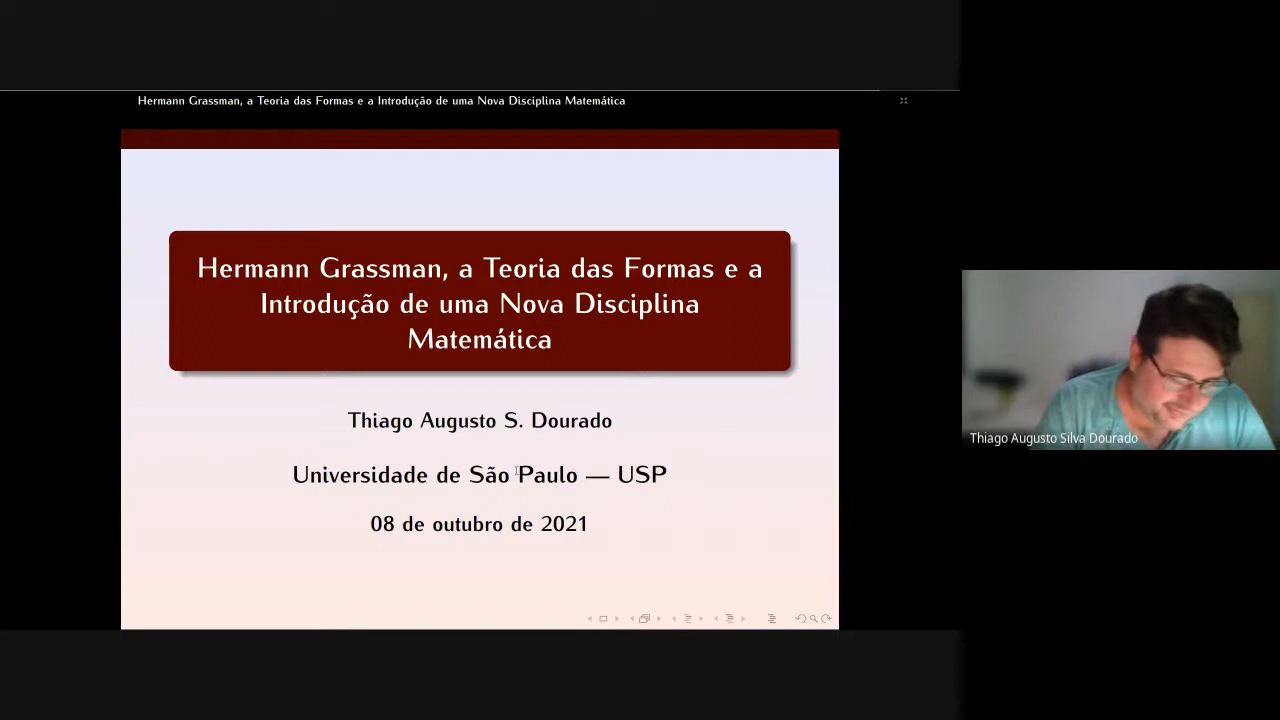 Hermann Grassman, a Teoria das Formas e a Introdução de uma Nova Disciplina Matemática
Hermann Grassman, a Teoria das Formas e a
Introdução de uma Nova Disciplina
Matemática
Thiago Augusto S. Dourado
Universidade de São Paulo — USP
08 de outubro de 2021
Thiago Augusto Silva Dourado